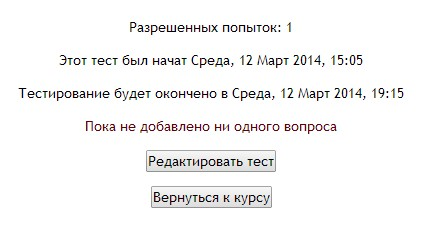 Разрешенных попыток: 1
Этот тест был начат Среда, 12 Март 2014, 15:05
Тестирование будет окончено в Среда, 12 Март 2014, 19:15
Пока не добавлено ни одного вопроса
Редактировать тест
Вернуться к курсу